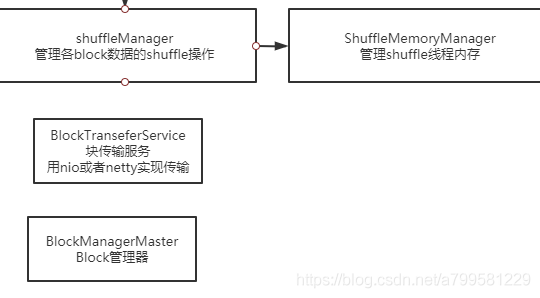 shuffleManager
管理各block数据的shuffle操作
ShuffleMemoryManager
管理shuffle线程内存
BlockTranseferService
块传输服务
用nio或者netty实现传输
BlockManagerMaster
Block管理器
https://blog.csdn.net/a799581229